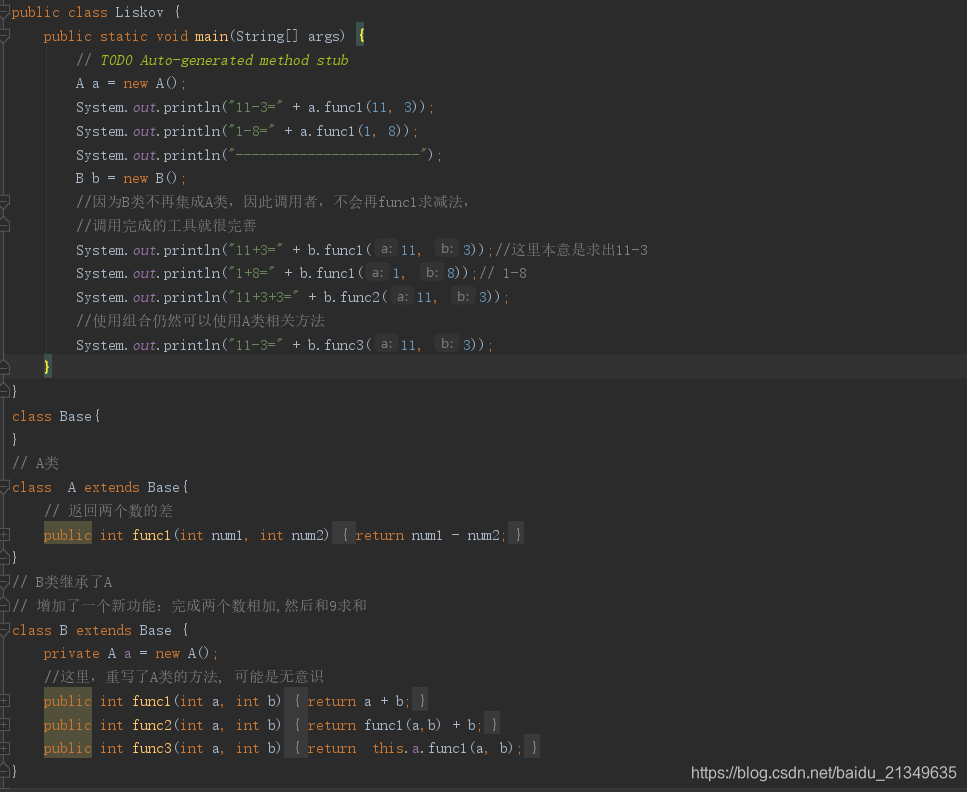 public class Liskov {
public static void main(String[] args) {
// TODO Auto-generated method stub
A a = new A();
System.out.println("11-3=" + a.func1(11, 3));
System.out.println("1-8=" + a.func1(1, 8));
System.out.println("-----------------------");
B b = new B();
//因为B类不再集成A类，因此调用者，不会再func1求减法，
//调用完成的工具就很完善
System.out.println("11+3=" + b.func1( a: 11, b: 3));//这里本意是求出11-3
System.out.println("1+8=" + b.func1( a: 1, b: 8));// 1-8
System.out.println("11+3+3=" + b.func2( a: 11, b: 3));
//使用组合仍然可以使用A类相关方法
System.out.println("11-3=" + b.func3( a: 11, b: 3));
}
}
class Base{
}
// A类
class  A extends Base{
// 返回两个数的差
public int func1(int num1, int num2) { return num1 - num2; }
}
// B类继承了A
// 增加了一个新功能：完成两个数相加,然后和9求和
class B extends Base {
private A a = new A();
//这里，重写了A类的方法, 可能是无意识
public int func1(int a, int b) { return a + b; }
public int func2(int a, int b) { return func1(a,b) + b; }
public int func3(int a, int b) { return  this.a.func1(a, b); }
}
https://blog.csdn.net/baidu_21349635